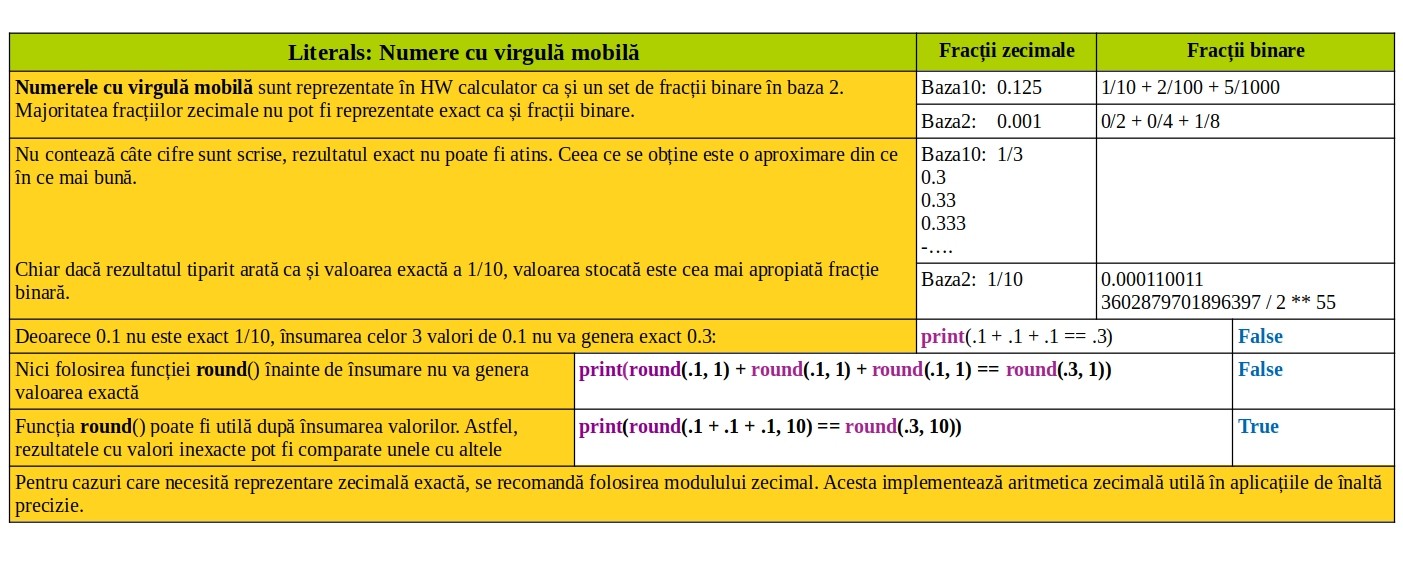 Literals: Numere cu virgulă mobilă
Fracții zecimale
Fracții binare
Numerele cu virgulă mobilă sunt reprezentate în HW calculator ca și un set de fracții binare în baza 2.
Majoritatea fracțiilor zecimale nu pot fi reprezentate exact ca și fracții binare.
Baza10: 0.125
1/10 + 2/100 + 5/1000
Baza2: 0.001
0/2 + 0/4 + 1/8
Nu contează câte cifre sunt scrise, rezultatul exact nu poate fi atins. Ceea ce se obține este o aproximare din ce
în ce mai bună.
Baza10: 1/3
0.3
0.33
0.333
-….
Chiar dacă rezultatul tiparit arată ca și valoarea exactă a 1/10, valoarea stocată este cea mai apropiată fracție
binară.
Baza2: 1/10
0.000110011
3602879701896397 / 2 ** 55
Deoarece 0.1 nu este exact 1/10, însumarea celor 3 valori de 0.1 nu va genera exact 0.3:
print(.1 + .1 + .1 == .3)
False
Nici folosirea funcției round() înainte de însumare nu va genera
valoarea exactă
print(round(.1, 1) + round(.1, 1) + round(.1, 1) == round(.3, 1))
False
Funcția round() poate fi utilă după însumarea valorilor. Astfel,
rezultatele cu valori inexacte pot fi comparate unele cu altele
print(round(.1 + .1 + .1, 10) == round(.3, 10))
True
Pentru cazuri care necesită reprezentare zecimală exactă, se recomandă folosirea modulului zecimal. Acesta implementează aritmetica zecimală utilă în aplicațiile de înaltă
precizie.